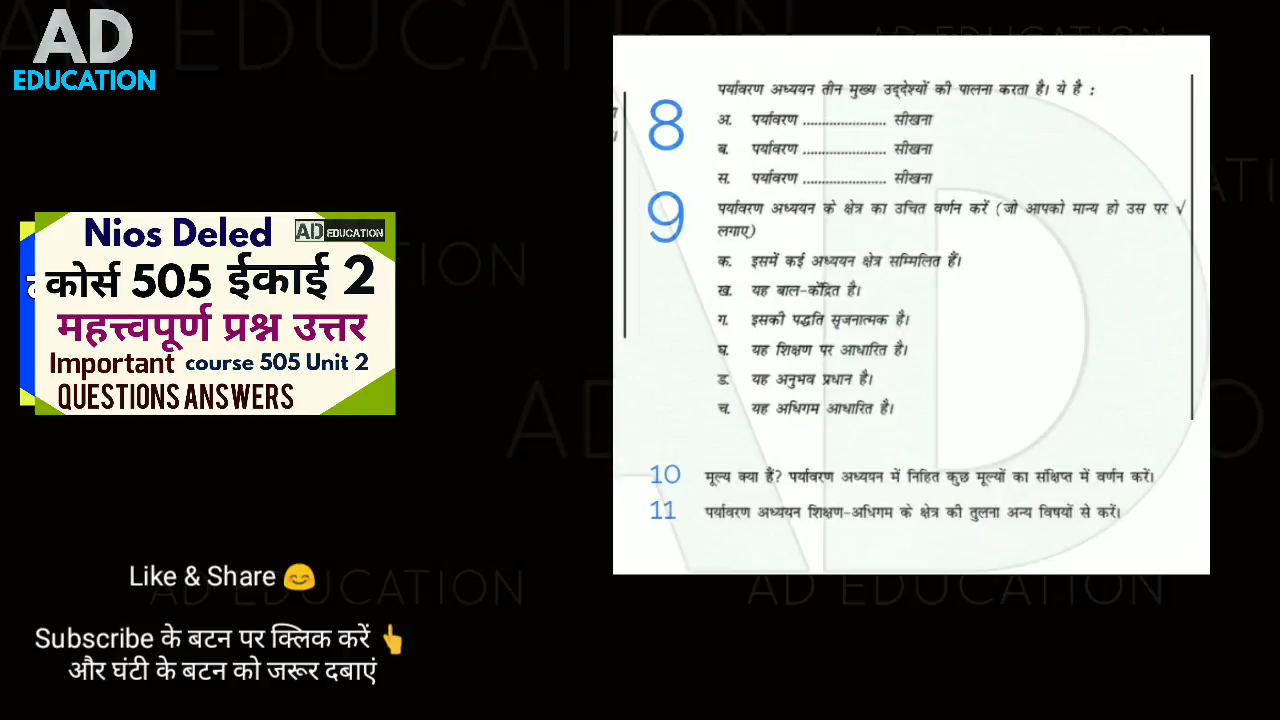 AD
EDUCATION
Nios Deled
AD EDUCATION
कोर्स 505 ईकाई 2
महत्त्वपूर्ण प्रश्न उत्तर
Important course 505 Unit 2
QUESTIONS ANSWERS
Like & Share 😊
Subscribe के बटन पर क्लिक करें 👆
और घंटी के बटन को जरूर दबाएं
8 पर्यावरण अध्ययन तीन मुख्य उद्देश्यों की पालना करता है। ये है :
अ. पर्यावरण ...................... सीखना
ब. पर्यावरण ...................... सीखना
स. पर्यावरण ...................... सीखना
9 पर्यावरण अध्ययन के क्षेत्र का उचित वर्णन करें (जो आपको मान्य हो उस पर √
लगाए)
क. इसमें कई अध्ययन क्षेत्र सम्मिलित हैं।
ख. यह बाल-केंद्रित है।
ग. इसकी पद्धति सृजनात्मक है।
घ. यह शिक्षण पर आधारित है।
ड. यह अनुभव प्रधान है।
च. यह अधिगम आधारित है।
10 मूल्य क्या हैं? पर्यावरण अध्ययन में निहित कुछ मूल्यों का संक्षिप्त में वर्णन करें।
11 पर्यावरण अध्ययन शिक्षण-अधिगम के क्षेत्र की तुलना अन्य विषयों से करें।
AD EDUCATION
AD EDUCATION